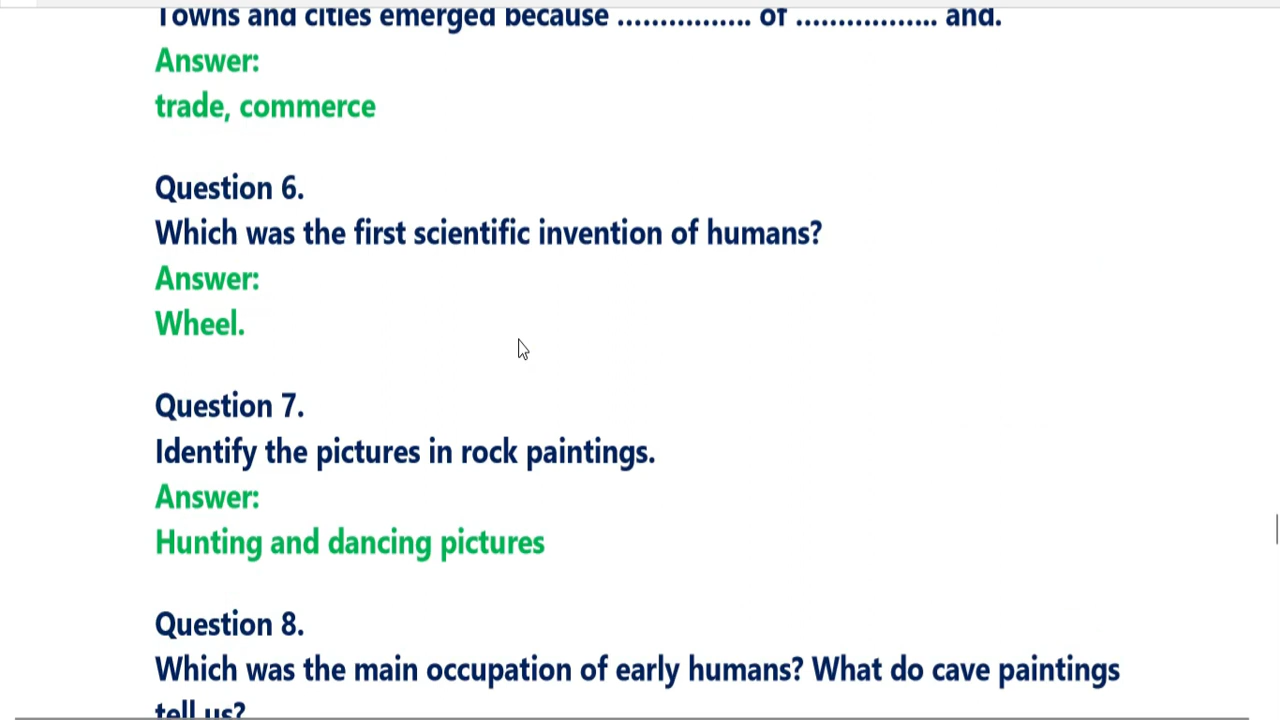 Towns and cities emerged because ................ of ................. and.
Answer:
trade, commerce
Question 6.
Which was the first scientific invention of humans?
Answer:
Wheel.
Question 7.
Identify the pictures in rock paintings.
Answer:
Hunting and dancing pictures
Question 8.
Which was the main occupation of early humans? What do cave paintings
tell us?